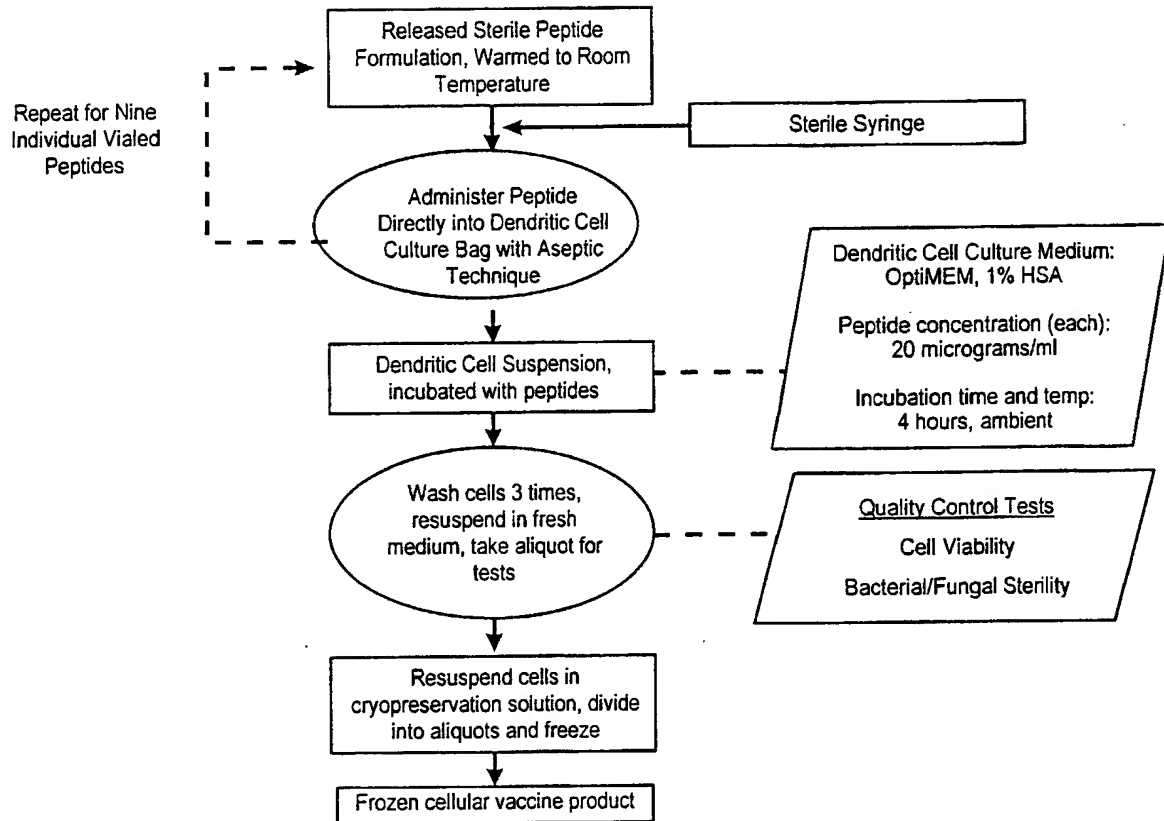 Released Sterile Peptide
Formulation, Warmed to Room
Temperature
Repeat for Nine
Individual Vialed
Peptides
Sterile Syringe
Administer Peptide
Directly into Dendritic Cell
Culture Bag with Aseptic
Technique
Dendritic Cell Culture Medium:
OptiMEM, 1% HSA
Peptide concentration (each):
20 micrograms/ml
Incubation time and temp:
4 hours, ambient
Dendritic Cell Suspension,
incubated with peptides
Wash cells 3 times,
resuspend in fresh
medium, take aliquot for
tests
Quality Control Tests
Cell Viability
Bacterial/Fungal Sterility
Resuspend cells in
cryopreservation solution, divide
into aliquots and freeze
Frozen cellular vaccine product